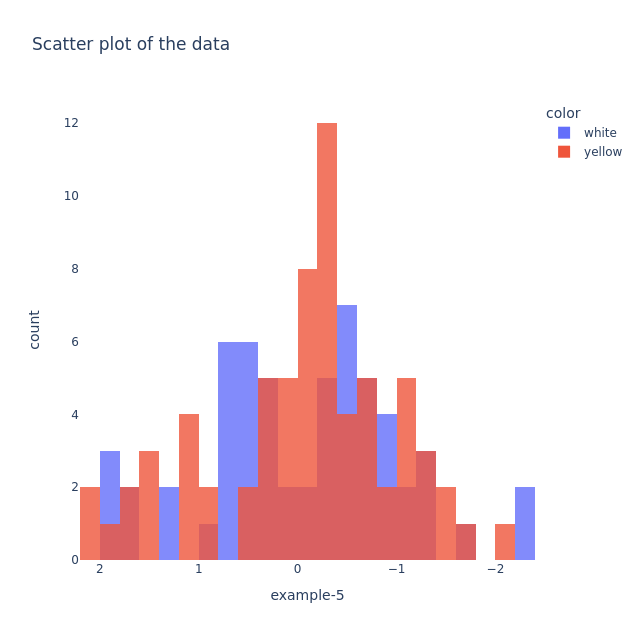 Scatter plot of the data
color
white
yellow
12
10
8
6
4
2
0
count
2
1
0
−1
−2
example-5